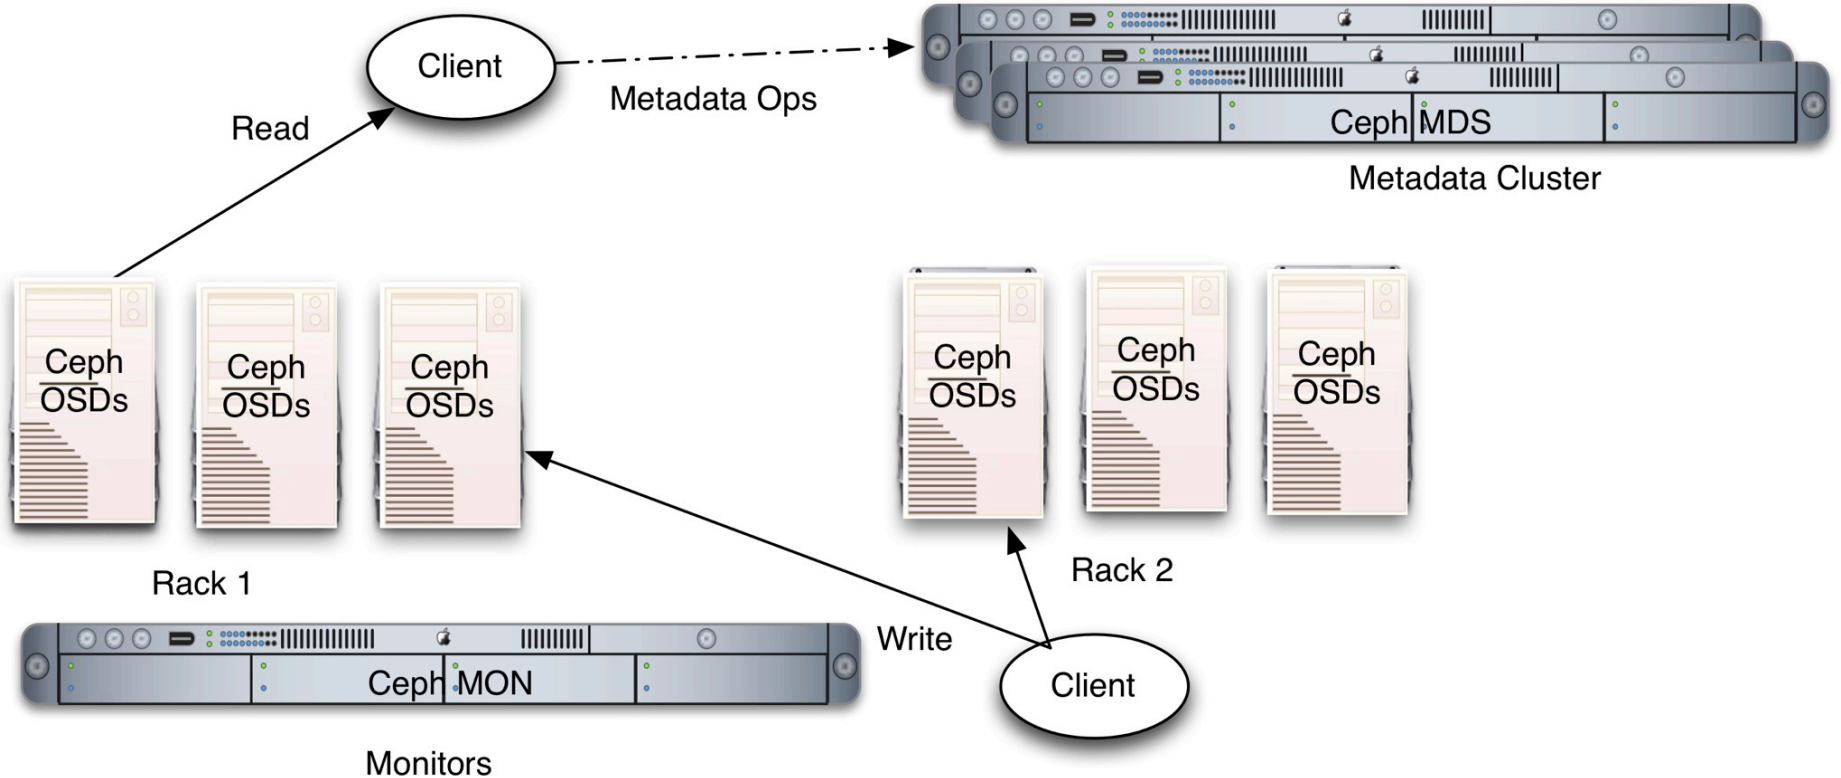 Client
Metadata Ops
Read
Ceph MDS
Metadata Cluster
Ceph
OSDs
Ceph
OSDs
Ceph
OSDs
Ceph
OSDs
Ceph
OSDs
Ceph
OSDs
Rack 1
Rack 2
Ceph MON
Monitors
Write
Client